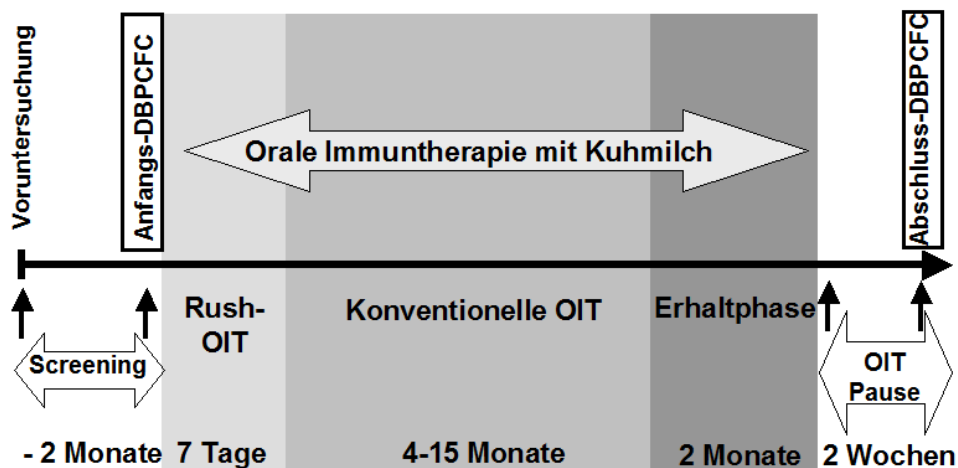 Voruntersuchung
Anfangs-DBPCFC
Orale Immuntherapie mit Kuhmilch
Abschluss-DBPCFC
Screening
Rush-
OIT
Konventionelle OIT
Erhaltphase
OIT
Pause
- 2 Monate
7 Tage
4-15 Monate
2 Monate
2 Wochen